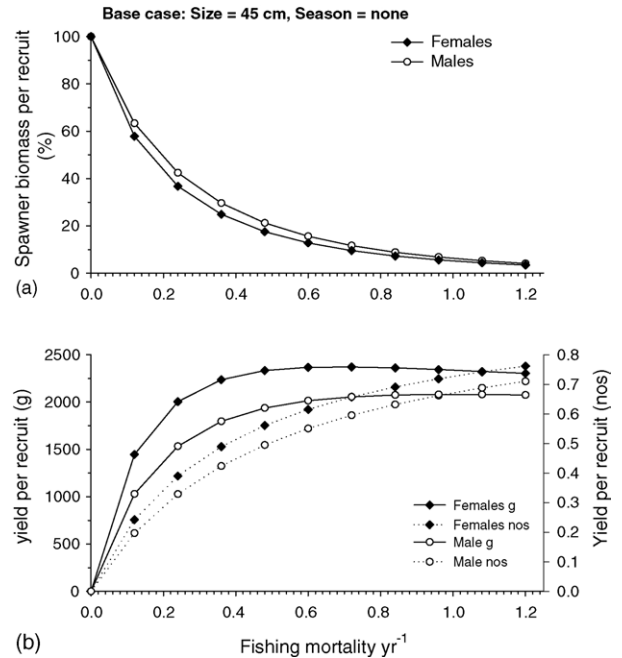 Base case: Size = 45 cm, Season = none
Females
Males
Spawner biomass per recruit
(%)
100
80
60
40
20
0
0.0 0.2 0.4 0.6 0.8 1.0 1.2
(a)
Females g
Females nos
Male g
Male nos
yield per recruit (g)
2500
2250
2000
1500
1000
500
0
Yield per recruit (nos)
0.8
0.7
0.6
0.5
0.4
0.3
0.2
0.1
0.0
0.0 0.2 0.4 0.6 0.8 1.0 1.2
Fishing mortality yr⁻¹
(b)